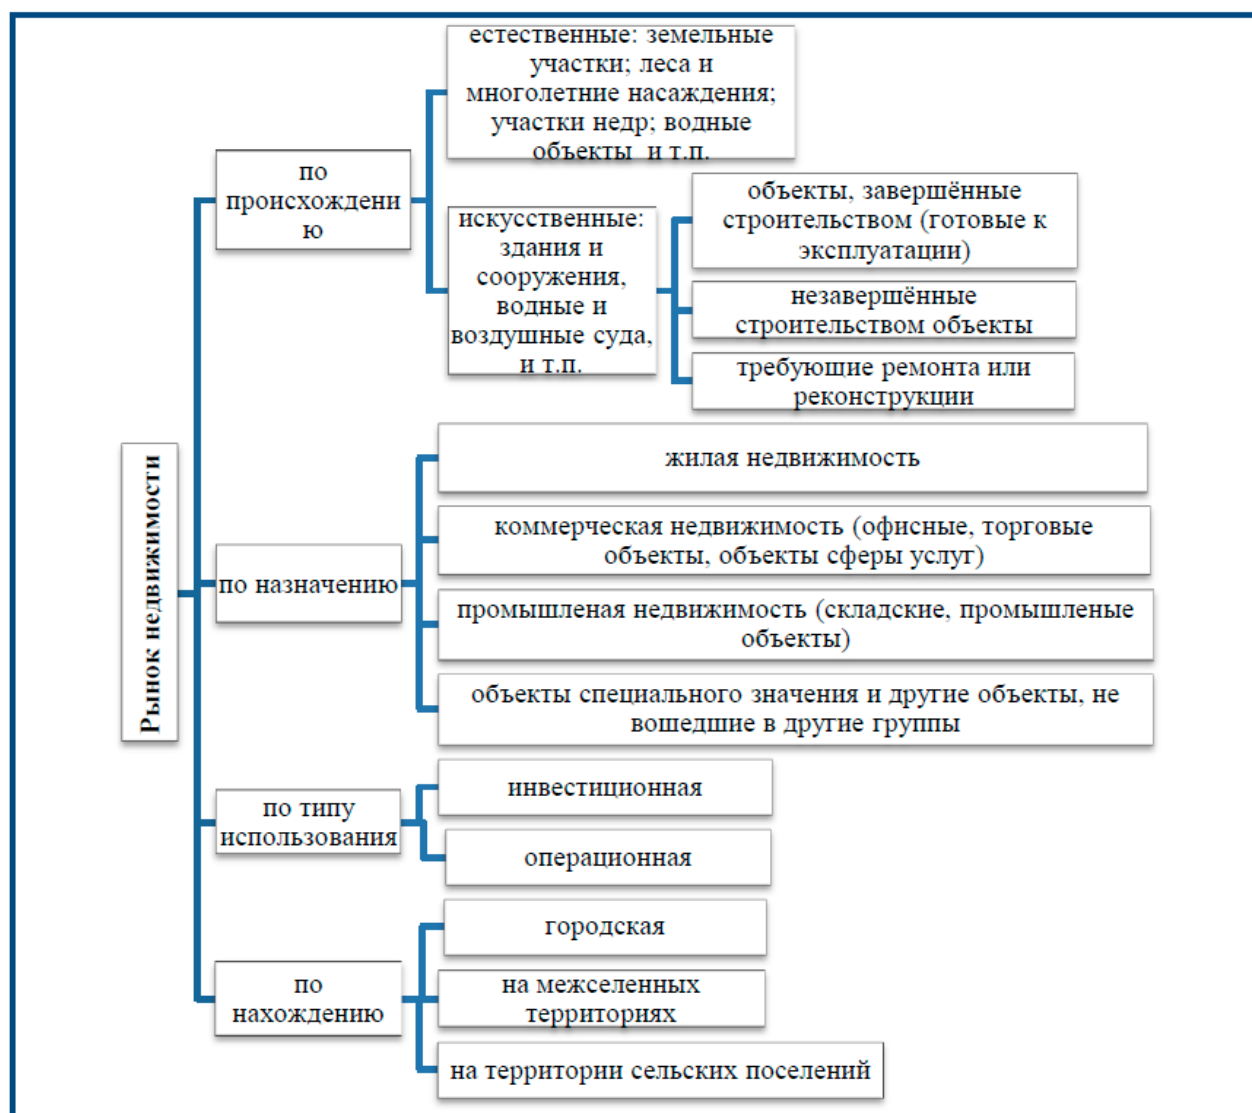 Рынок недвижимости
по
происхождени
ю
естественные: земельные
участки; леса и
многолетние насаждения;
участки недр; водные
объекты и т.п.
искусственные:
здания и
сооружения,
водные и
воздушные суда,
и т.п.
объекты, завершённые
строительством (готовые к
эксплуатации)
незавершённые
строительством объекты
требующие ремонта или
реконструкции
по назначению
жилая недвижимость
коммерческая недвижимость (офисные, торговые
объекты, объекты сферы услуг)
промышленая недвижимость (складские, промышленые
объекты)
объекты специального значения и другие объекты, не
вошедшие в другие группы
по типу
использования
инвестиционная
операционная
по
нахождению
городская
на межселенных
территориях
на территории сельских поселений